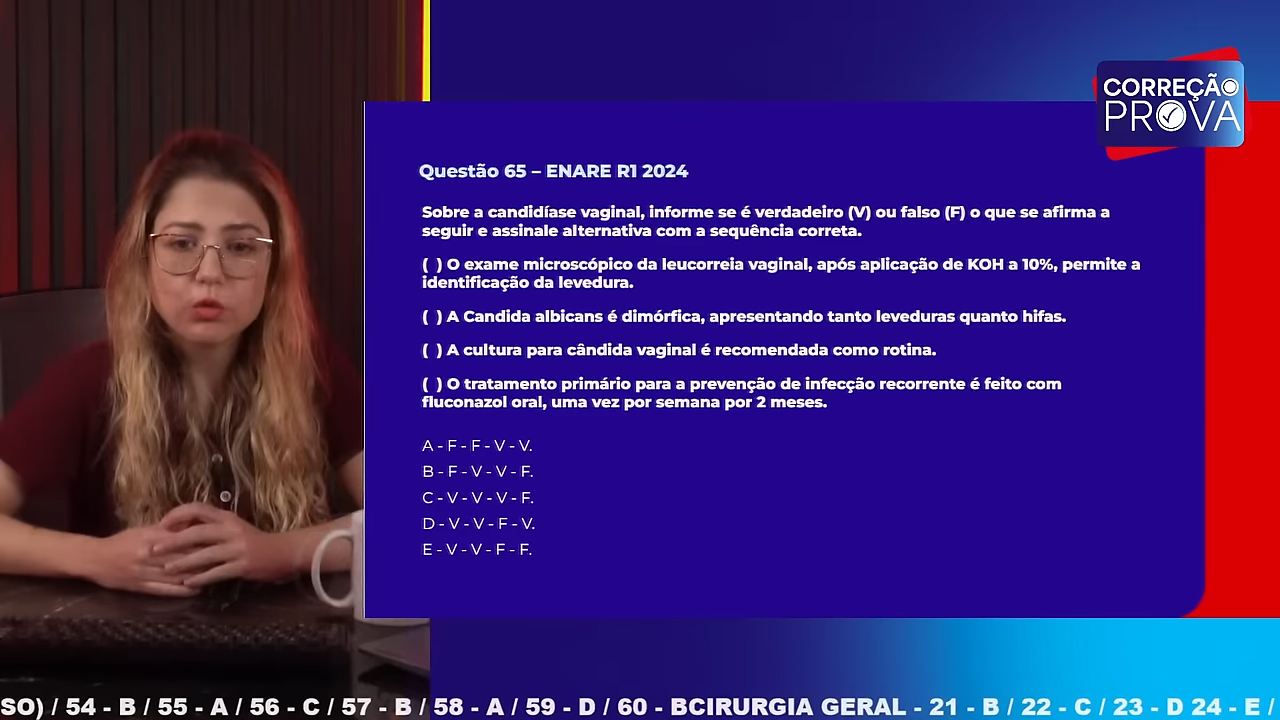 CORREÇÃO
PROVA
Questão 65 – ENARE R1 2024
Sobre a candidíase vaginal, informe se é verdadeiro (V) ou falso (F) o que se afirma a
seguir e assinale alternativa com a sequência correta.
( ) O exame microscópico da leucorreia vaginal, após aplicação de KOH a 10%, permite a
identificação da levedura.
( ) A Candida albicans é dimórfica, apresentando tanto leveduras quanto hifas.
( ) A cultura para cândida vaginal é recomendada como rotina.
( ) O tratamento primário para a prevenção de infecção recorrente é feito com
fluconazol oral, uma vez por semana por 2 meses.
A - F - F - V - V.
B - F - V - V - F.
C - V - V - V - F.
D - V - V - F - V.
E - V - V - F - F.
SO) / 54 - B / 55 - A / 56 - C / 57 - B / 58 - A / 59 - D / 60 - BCIRURGIA GERAL - 21 - B / 22 - C / 23 - D 24 - E /